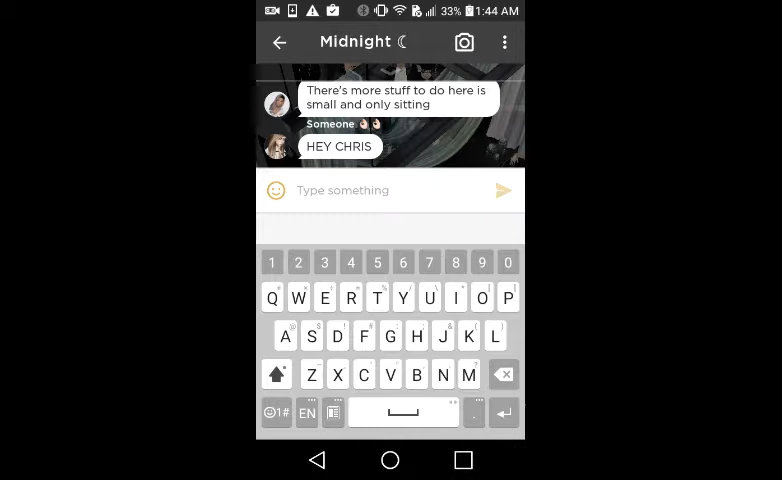 33% 1:44 AM
Midnight ☾
There's more stuff to do here is
small and only sitting
Someone 👌🏻👌🏻
HEY CHRIS
Type something
1 2 3 4 5 6 7 8 9 0
Q W E R T Y U I O P
A S D F G H J K L
Z X C V B N M
1# EN .